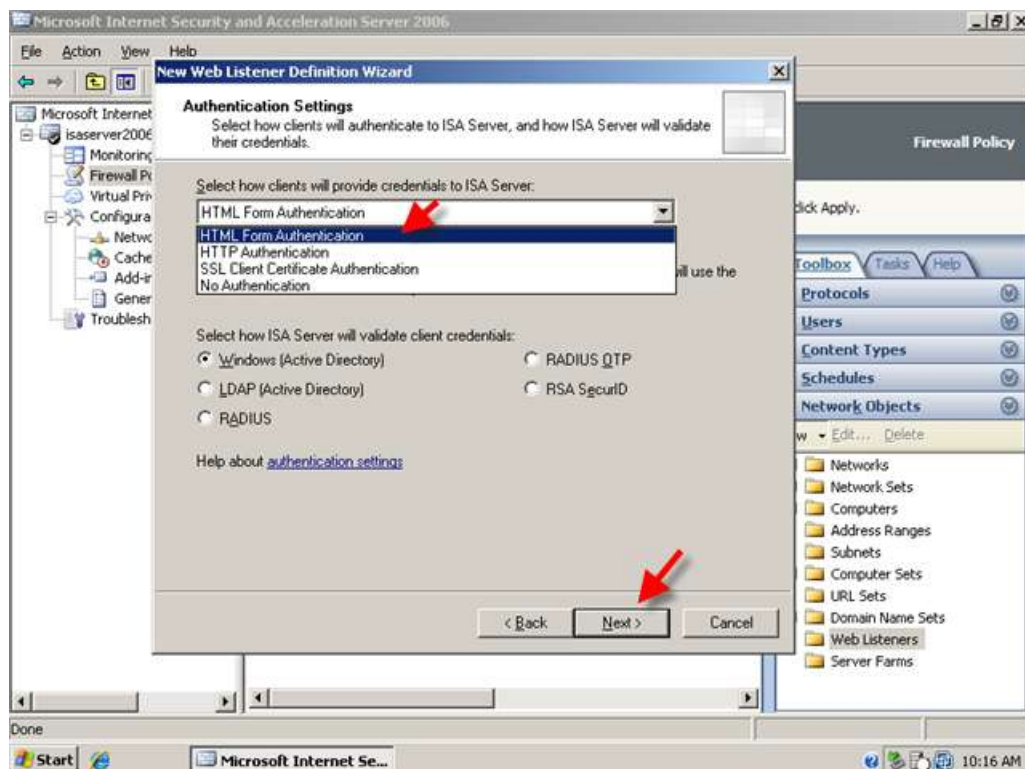 Microsoft Internet Security and Acceleration Server 2006
File Action View Help
Microsoft Internet
isaserver2006
Monitoring
Firewall Po
Virtual Priv
Configura
Netwo
Cache
Add-in
Gener
Troublesh
New Web Listener Definition Wizard
Authentication Settings
Select how clients will authenticate to ISA Server, and how ISA Server will validate
their credentials.
Select how clients will provide credentials to ISA Server:
HTML Form Authentication
HTML Form Authentication
HTTP Authentication
SSL Client Certificate Authentication
No Authentication
will use the
Select how ISA Server will validate client credentials:
Windows (Active Directory)
LDAP (Active Directory)
RADIUS
RADIUS OTP
RSA SecurID
Help about authentication settings
< Back Next > Cancel
Firewall Policy
click Apply.
Toolbox Tasks Help
Protocols
Users
Content Types
Schedules
Network Objects
w Edit... Delete
Networks
Network Sets
Computers
Address Ranges
Subnets
Computer Sets
URL Sets
Domain Name Sets
Web Listeners
Server Farms
Done
Start Microsoft Internet Se... 10:16 AM